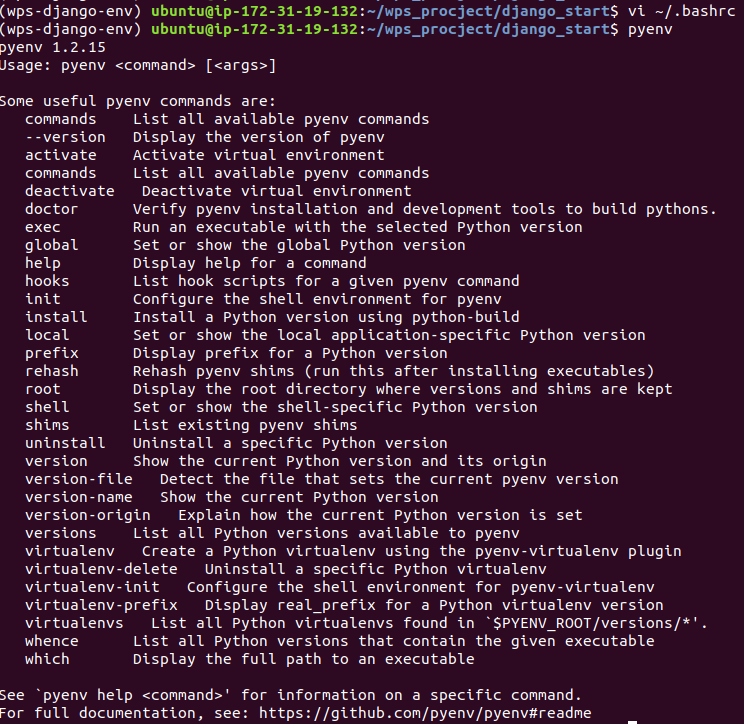 (wps-django-env) ubuntu@ip-172-31-19-132:~/wps_procject/django_start$ vi ~/.bashrc
(wps-django-env) ubuntu@ip-172-31-19-132:~/wps_procject/django_start$ pyenv
pyenv 1.2.15
Usage: pyenv <command> [<args>]

Some useful pyenv commands are:
   commands    List all available pyenv commands
   --version   Display the version of pyenv
   activate    Activate virtual environment
   commands    List all available pyenv commands
   deactivate   Deactivate virtual environment
   doctor      Verify pyenv installation and development tools to build pythons.
   exec        Run an executable with the selected Python version
   global      Set or show the global Python version
   help        Display help for a command
   hooks       List hook scripts for a given pyenv command
   init        Configure the shell environment for pyenv
   install     Install a Python version using python-build
   local       Set or show the local application-specific Python version
   prefix      Display prefix for a Python version
   rehash      Rehash pyenv shims (run this after installing executables)
   root        Display the root directory where versions and shims are kept
   shell       Set or show the shell-specific Python version
   shims       List existing pyenv shims
   uninstall   Uninstall a specific Python version
   version     Show the current Python version and its origin
   version-file   Detect the file that sets the current pyenv version
   version-name   Show the current Python version
   version-origin   Explain how the current Python version is set
   versions    List all Python versions available to pyenv
   virtualenv   Create a Python virtualenv using the pyenv-virtualenv plugin
   virtualenv-delete   Uninstall a specific Python virtualenv
   virtualenv-init   Configure the shell environment for pyenv-virtualenv
   virtualenv-prefix   Display real_prefix for a Python virtualenv version
   virtualenvs   List all Python virtualenvs found in `$PYENV_ROOT/versions/*'.
   whence      List all Python versions that contain the given executable
   which       Display the full path to an executable

See `pyenv help <command>' for information on a specific command.
For full documentation, see: https://github.com/pyenv/pyenv#readme